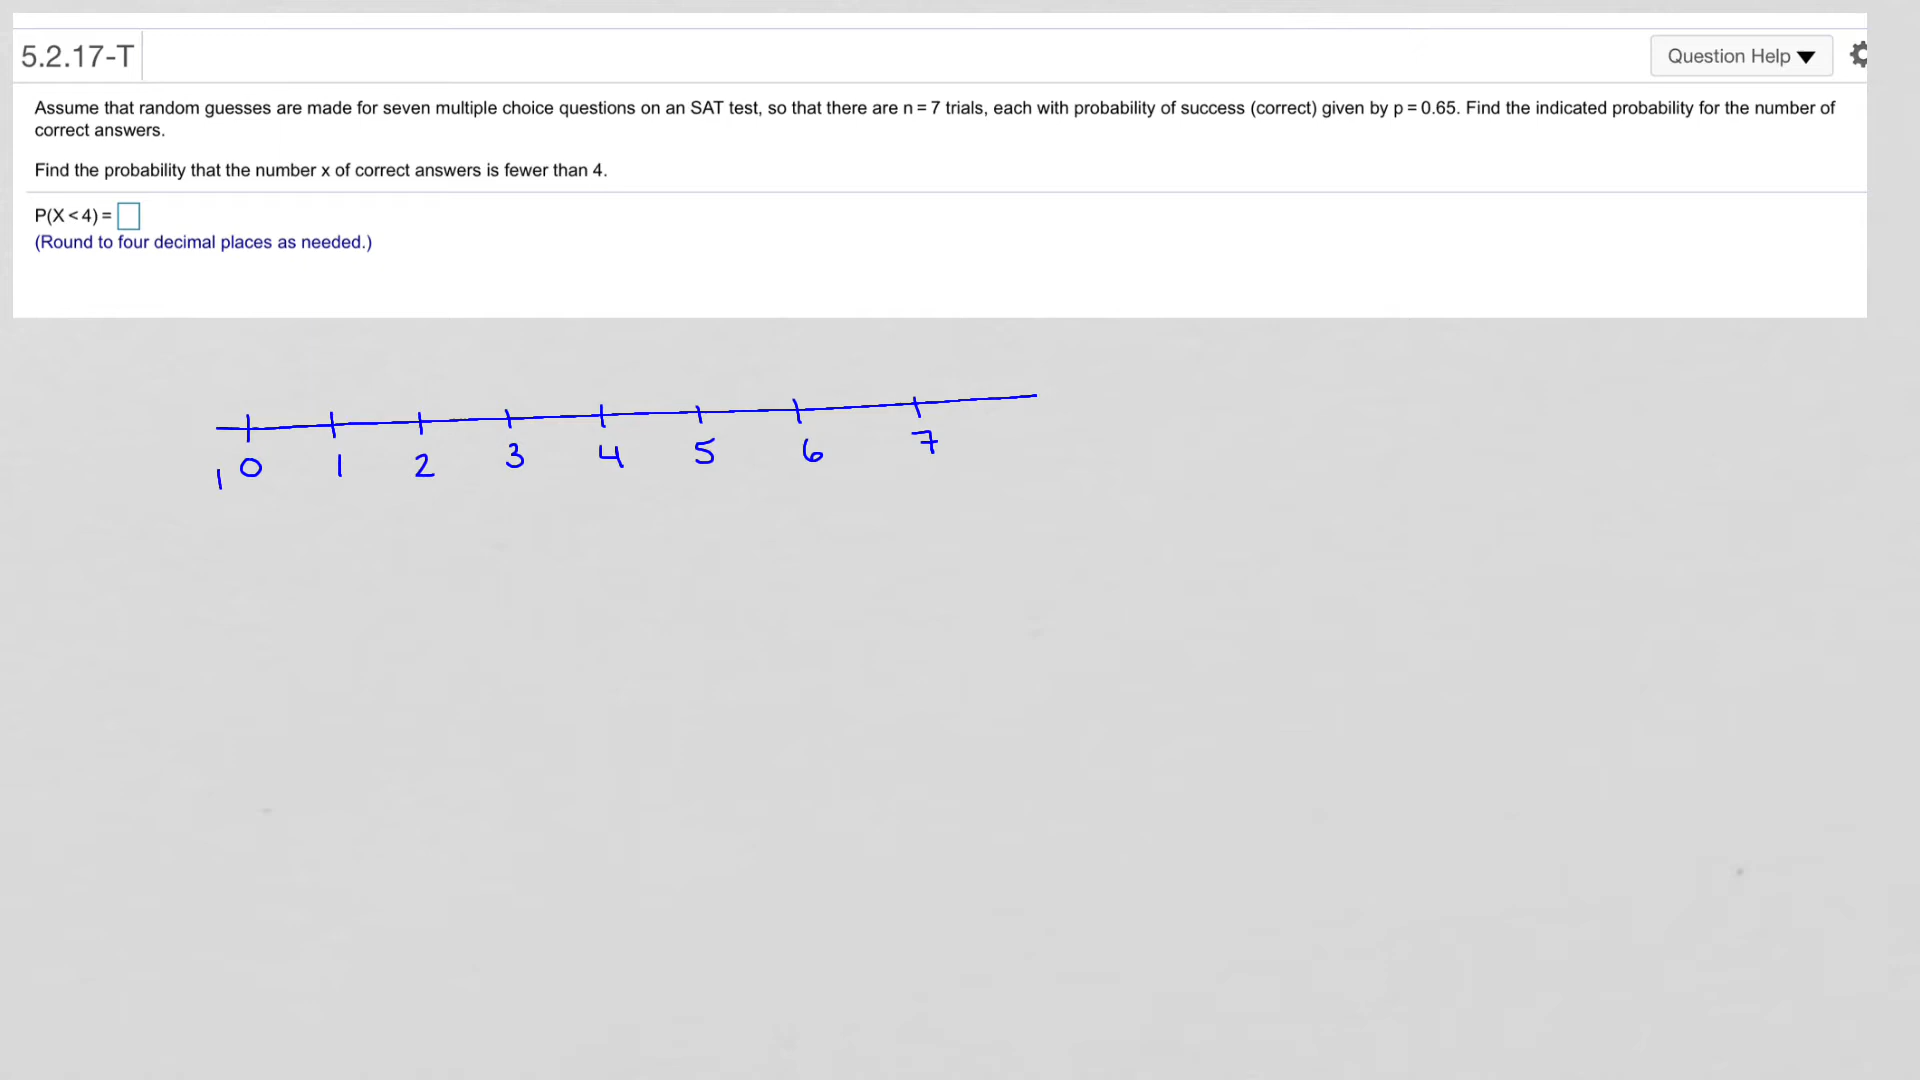 5.2.17-T
Question Help ▼
Assume that random guesses are made for seven multiple choice questions on an SAT test, so that there are n = 7 trials, each with probability of success (correct) given by p = 0.65. Find the indicated probability for the number of
correct answers.
Find the probability that the number x of correct answers is fewer than 4.
P(X < 4) =
(Round to four decimal places as needed.)
0 1 2 3 4 5 6 7